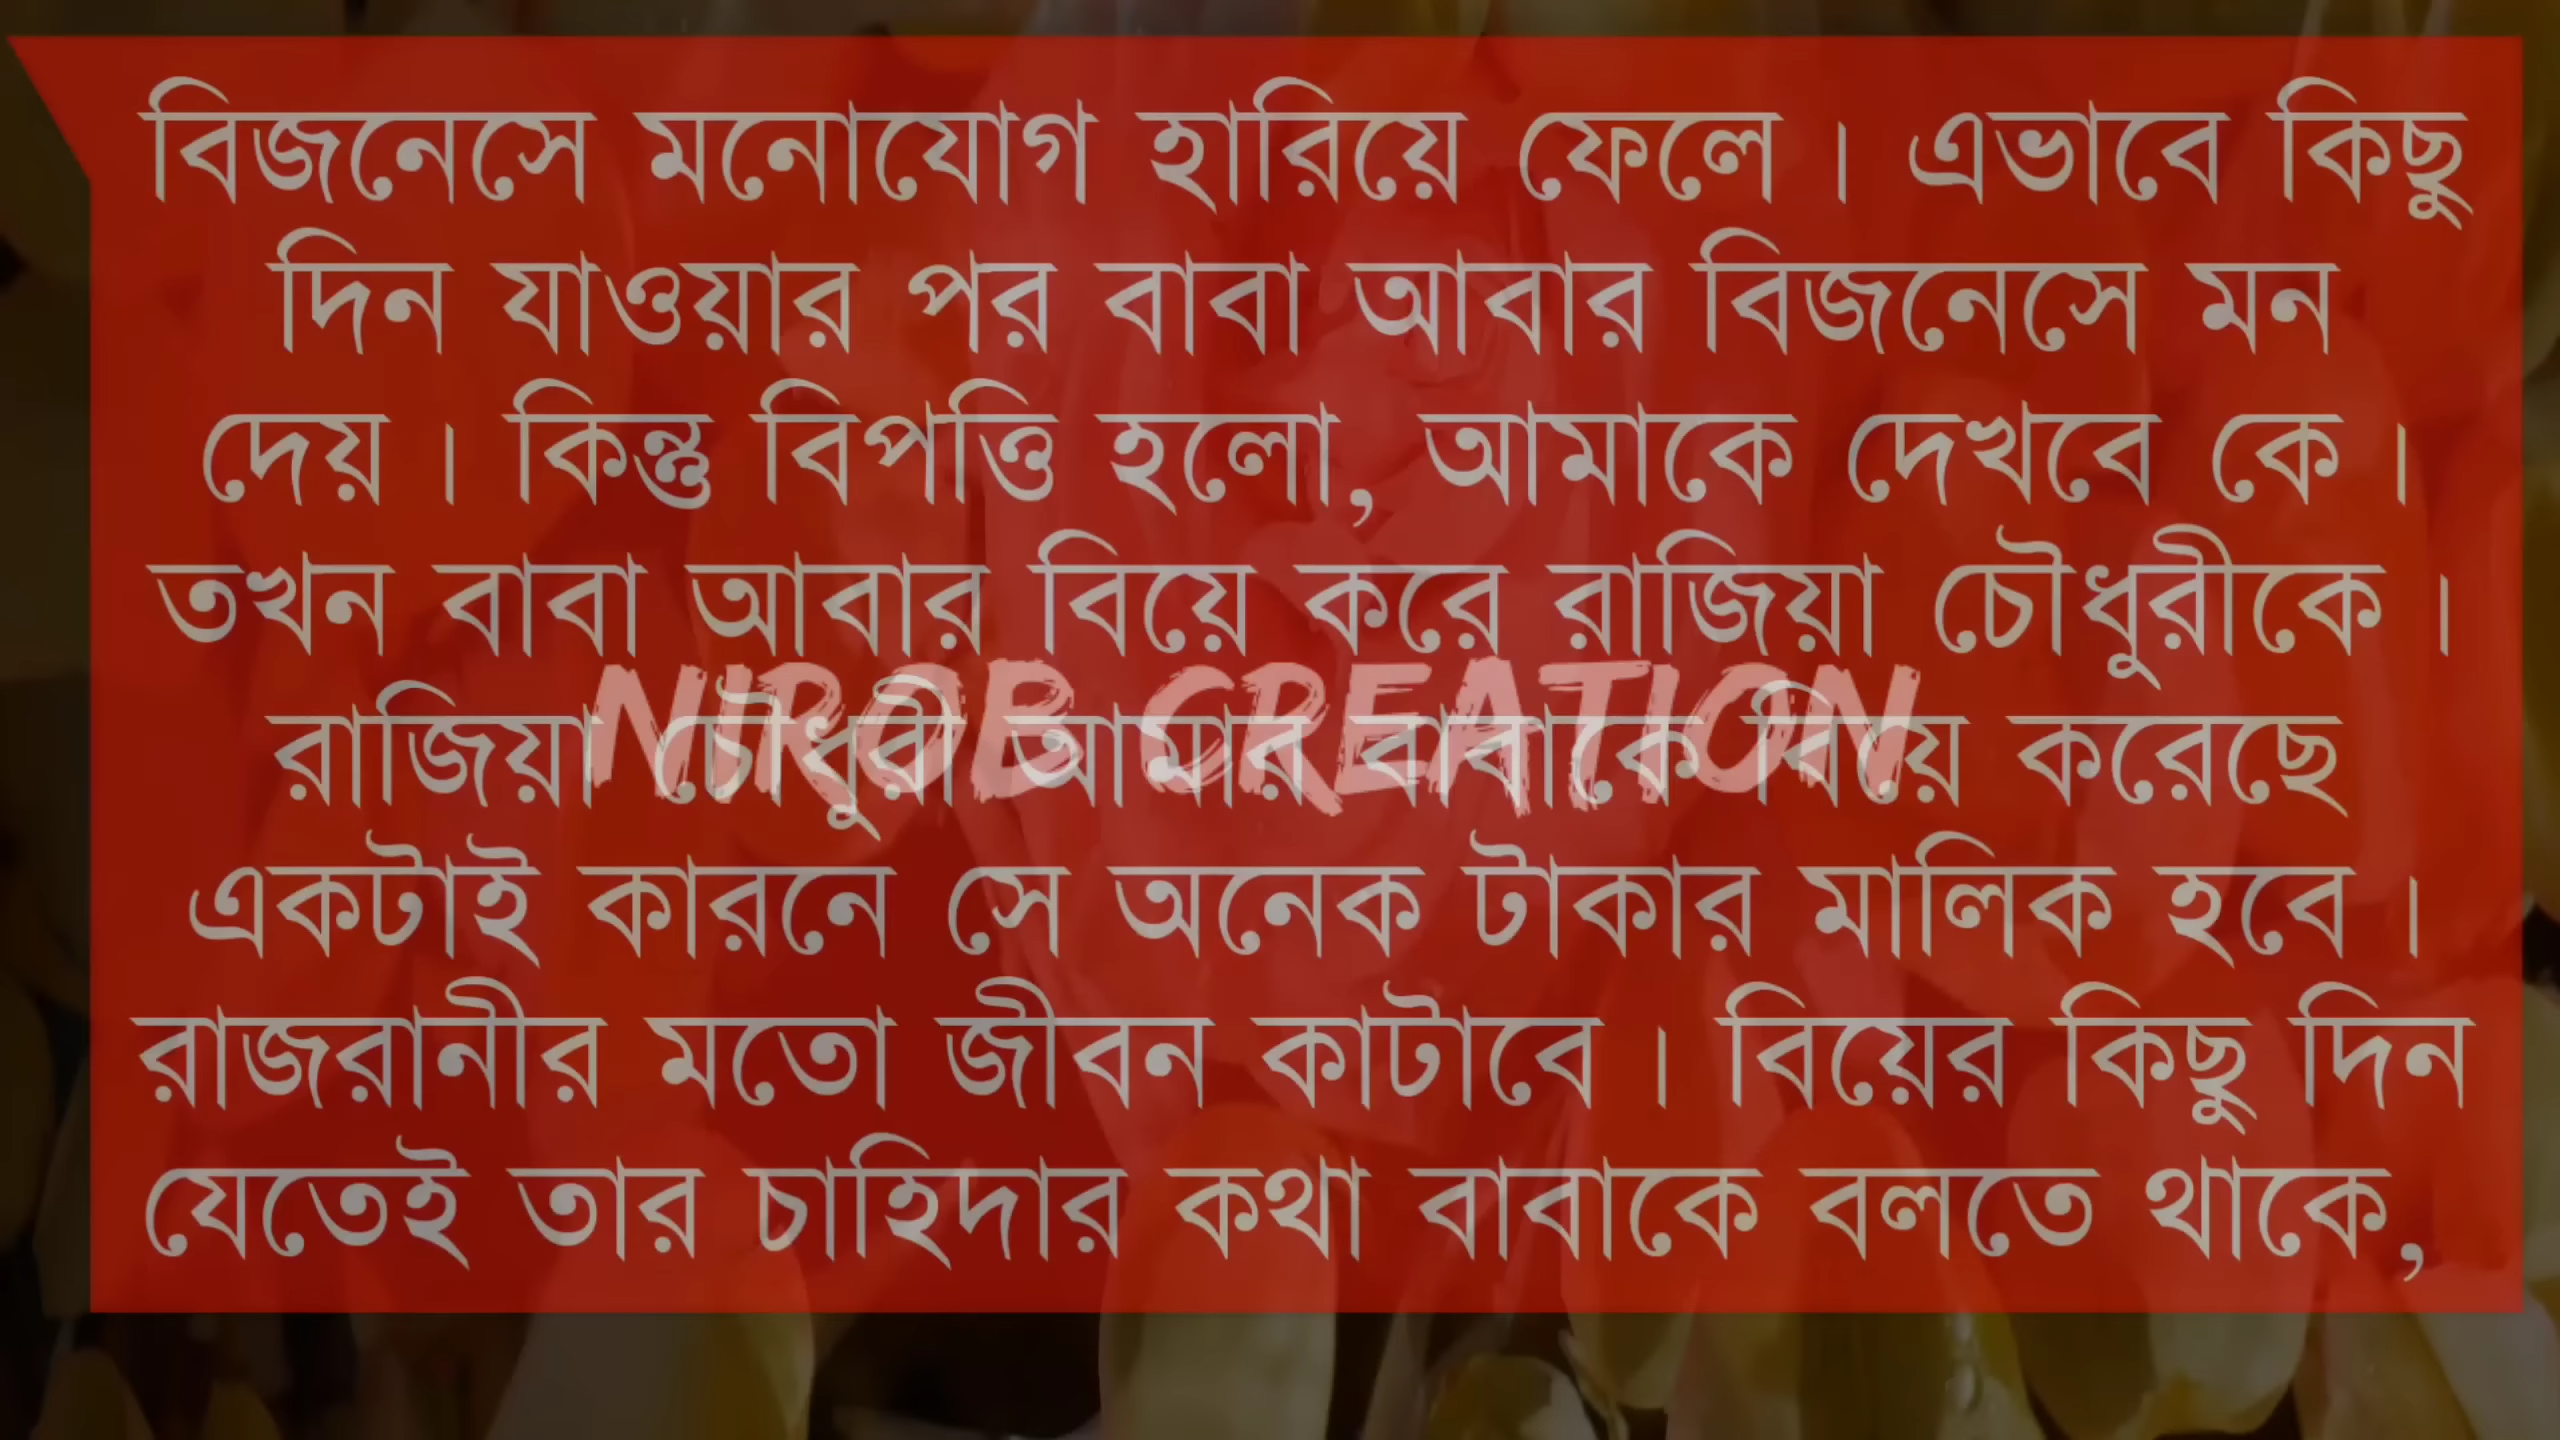 বিজনেসে মনোযোগ হারিয়ে ফেলে । এভাবে কিছু
দিন যাওয়ার পর বাবা আবার বিজনেসে মন
দেয় । কিন্তু বিপত্তি হলো, আমাকে দেখবে কে ।
তখন বাবা আবার বিয়ে করে রাজিয়া চৌধুরীকে ।
NIROB CREATION
রাজিয়া চৌধুরী আমার বাবাকে বিয়ে করেছে
একটাই কারনে সে অনেক টাকার মালিক হবে ।
রাজরানীর মতো জীবন কাটাবে । বিয়ের কিছু দিন
যেতেই তার চাহিদার কথা বাবাকে বলতে থাকে,